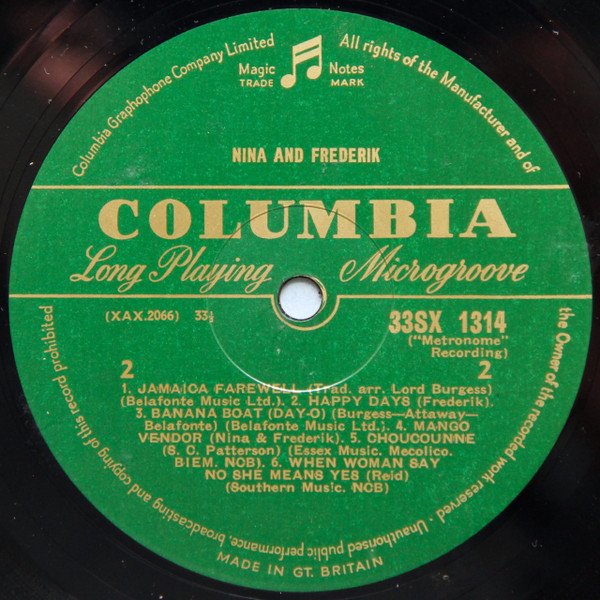 Columbia Graphophone Company Limited
All rights of the Manufacturer and of
the Owner of the recorded work reserved · Unauthorised public performance, broadcasting and copying of this record prohibited
Magic Notes
TRADE MARK
NINA AND FREDERIK
COLUMBIA
Long Playing Microgroove
(XAX.2066) 33⅓
33SX 1314
("Metronome"
Recording)
2 2
1. JAMAICA FAREWELL (Trad. arr. Lord Burgess)
(Belafonte Music Ltd.). 2. HAPPY DAYS (Frederik).
3. BANANA BOAT (DAY-O) (Burgess—Attaway—
Belafonte) (Belafonte Music Ltd.). 4. MANGO
VENDOR (Nina & Frederik). 5. CHOUCOUNNE
(S. C. Patterson) (Essex Music. Mecolico.
BIEM. NCB). 6. WHEN WOMAN SAY
NO SHE MEANS YES (Reid)
(Southern Music. NCB)
MADE IN GT. BRITAIN